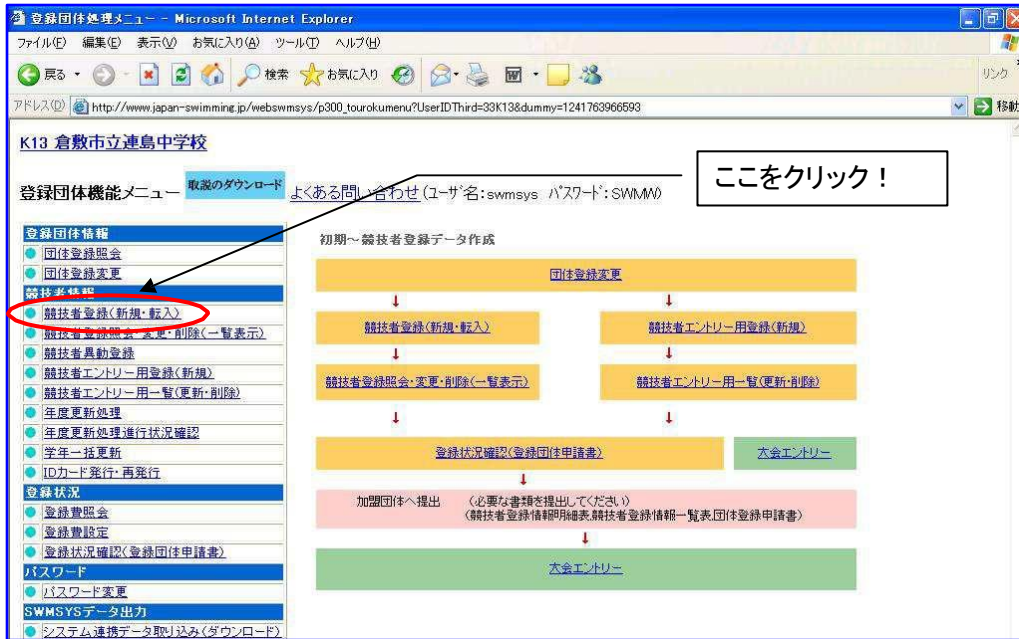 登録団体処理メニュー - Microsoft Internet Explorer
ファイル(F) 編集(E) 表示(V) お気に入り(A) ツール(T) ヘルプ(H)
戻る 検索 お気に入り リンク
アドレス(D) http://www.japan-swimming.jp/webswmsys/p300_tourokumenu?UserIDThird=33K13&dummy=1241763966593 移動
K13 倉敷市立連島中学校
ここをクリック！
登録団体機能メニュー 取説のダウンロード よくある問い合わせ(ユーザ名:swmsys パスワード:SWMW)
登録団体情報
団体登録照会
団体登録変更
競技者情報
競技者登録(新規・転入)
競技者登録照会・変更・削除(一覧表示)
競技者異動登録
競技者エントリー用登録(新規)
競技者エントリー用一覧(更新・削除)
年度更新処理
年度更新処理進行状況確認
学年一括更新
IDカード発行・再発行
登録状況
登録費照会
登録費設定
登録状況確認(登録団体申請書)
パスワード
パスワード変更
SWMSYSデータ出力
システム連携データ取り込み(ダウンロード)
初期～競技者登録データ作成
団体登録変更
↓ ↓
競技者登録(新規・転入) 競技者エントリー用登録(新規)
↓ ↓
競技者登録照会・変更・削除(一覧表示) 競技者エントリー用一覧(更新・削除)
↓ ↓
登録状況確認(登録団体申請書) 大会エントリー
↓
加盟団体へ提出 (必要な書類を提出してください)
(競技者登録情報明細表,競技者登録情報一覧表,団体登録申請書)
↓
大会エントリー